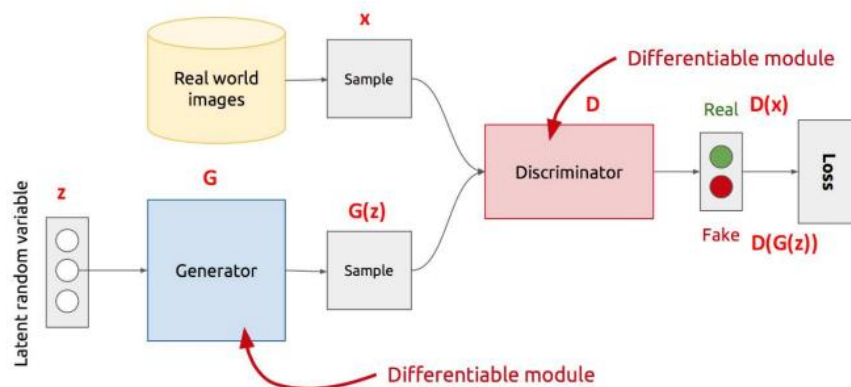 x
Real world
images
Sample
Differentiable module
D
Real
D(x)
Discriminator
Loss
Fake
D(G(z))
Latent random variable
z
G
Generator
G(z)
Sample
Differentiable module